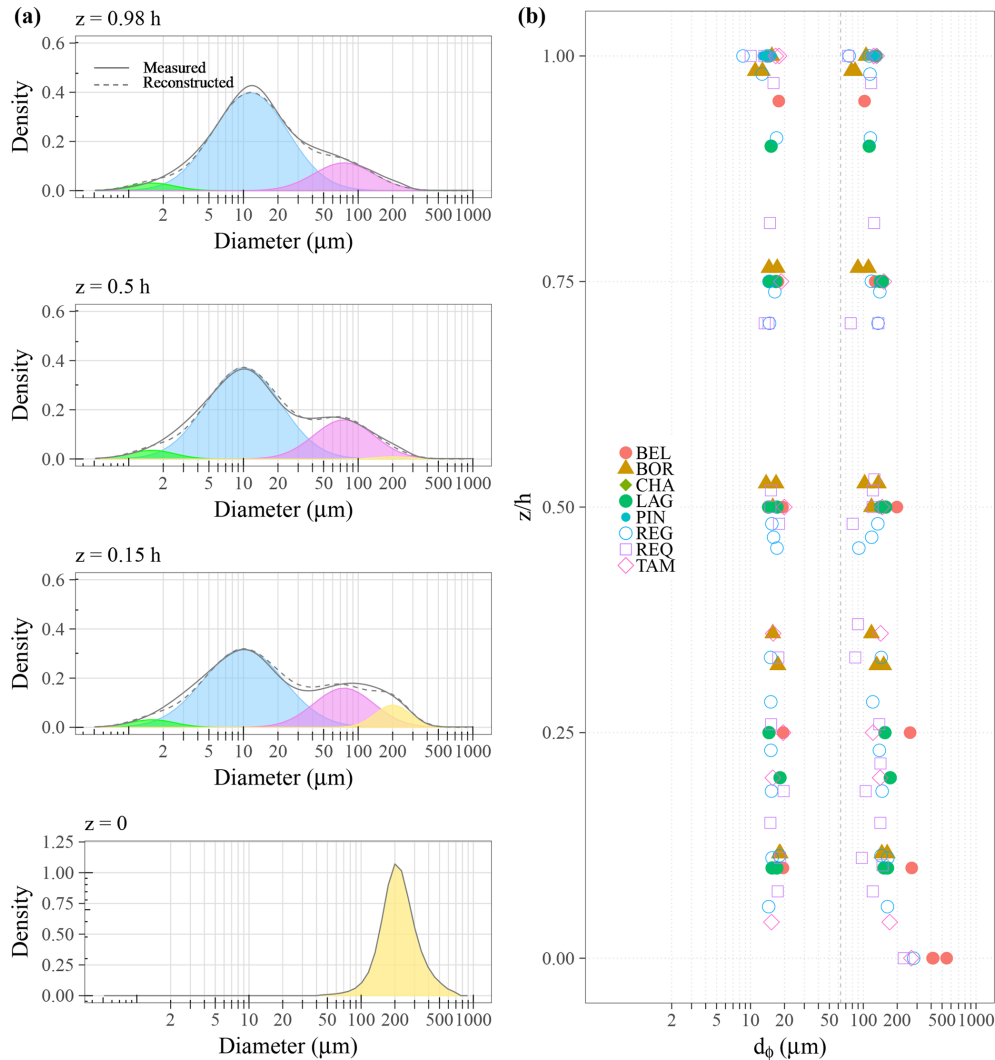 (a)
z = 0.98 h
0.6
0.4
0.2
0.0
Density
Measured
Reconstructed
2 5 10 20 50 100 200 500 1000
Diameter (μm)
z = 0.5 h
0.6
0.4
0.2
0.0
Density
2 5 10 20 50 100 200 500 1000
Diameter (μm)
z = 0.15 h
0.6
0.4
0.2
0.0
Density
2 5 10 20 50 100 200 500 1000
Diameter (μm)
z = 0
1.25
1.00
0.75
0.50
0.25
0.00
Density
2 5 10 20 50 100 200 500 1000
Diameter (μm)
(b)
1.00
0.75
0.50
0.25
0.00
z/h
BEL
BOR
CHA
LAG
PIN
REG
REQ
TAM
2 5 10 20 50 100 200 500 1000
dϕ (μm)